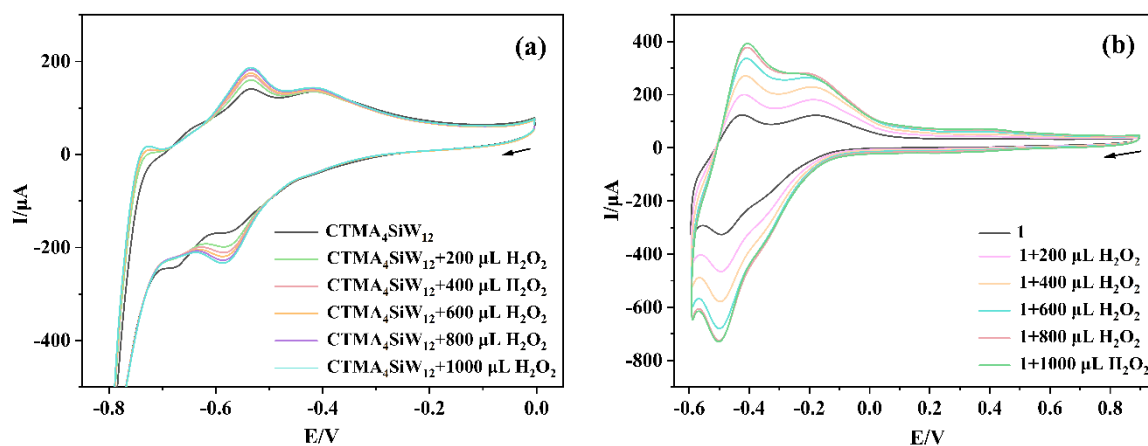 (a)
200
0
-200
-400
I/μA
CTMA₄SiW₁₂
CTMA₄SiW₁₂+200 μL H₂O₂
CTMA₄SiW₁₂+400 μL Π₂O₂
CTMA₄SiW₁₂+600 μL H₂O₂
CTMA₄SiW₁₂+800 μL H₂O₂
CTMA₄SiW₁₂+1000 μL H₂O₂
-0.8 -0.6 -0.4 -0.2 0.0
E/V
(b)
400
200
0
-200
-400
-600
-800
I/μA
1
1+200 μL H₂O₂
1+400 μL H₂O₂
1+600 μL H₂O₂
1+800 μL H₂O₂
1+1000 μL Π₂O₂
-0.6 -0.4 -0.2 0.0 0.2 0.4 0.6 0.8
E/V